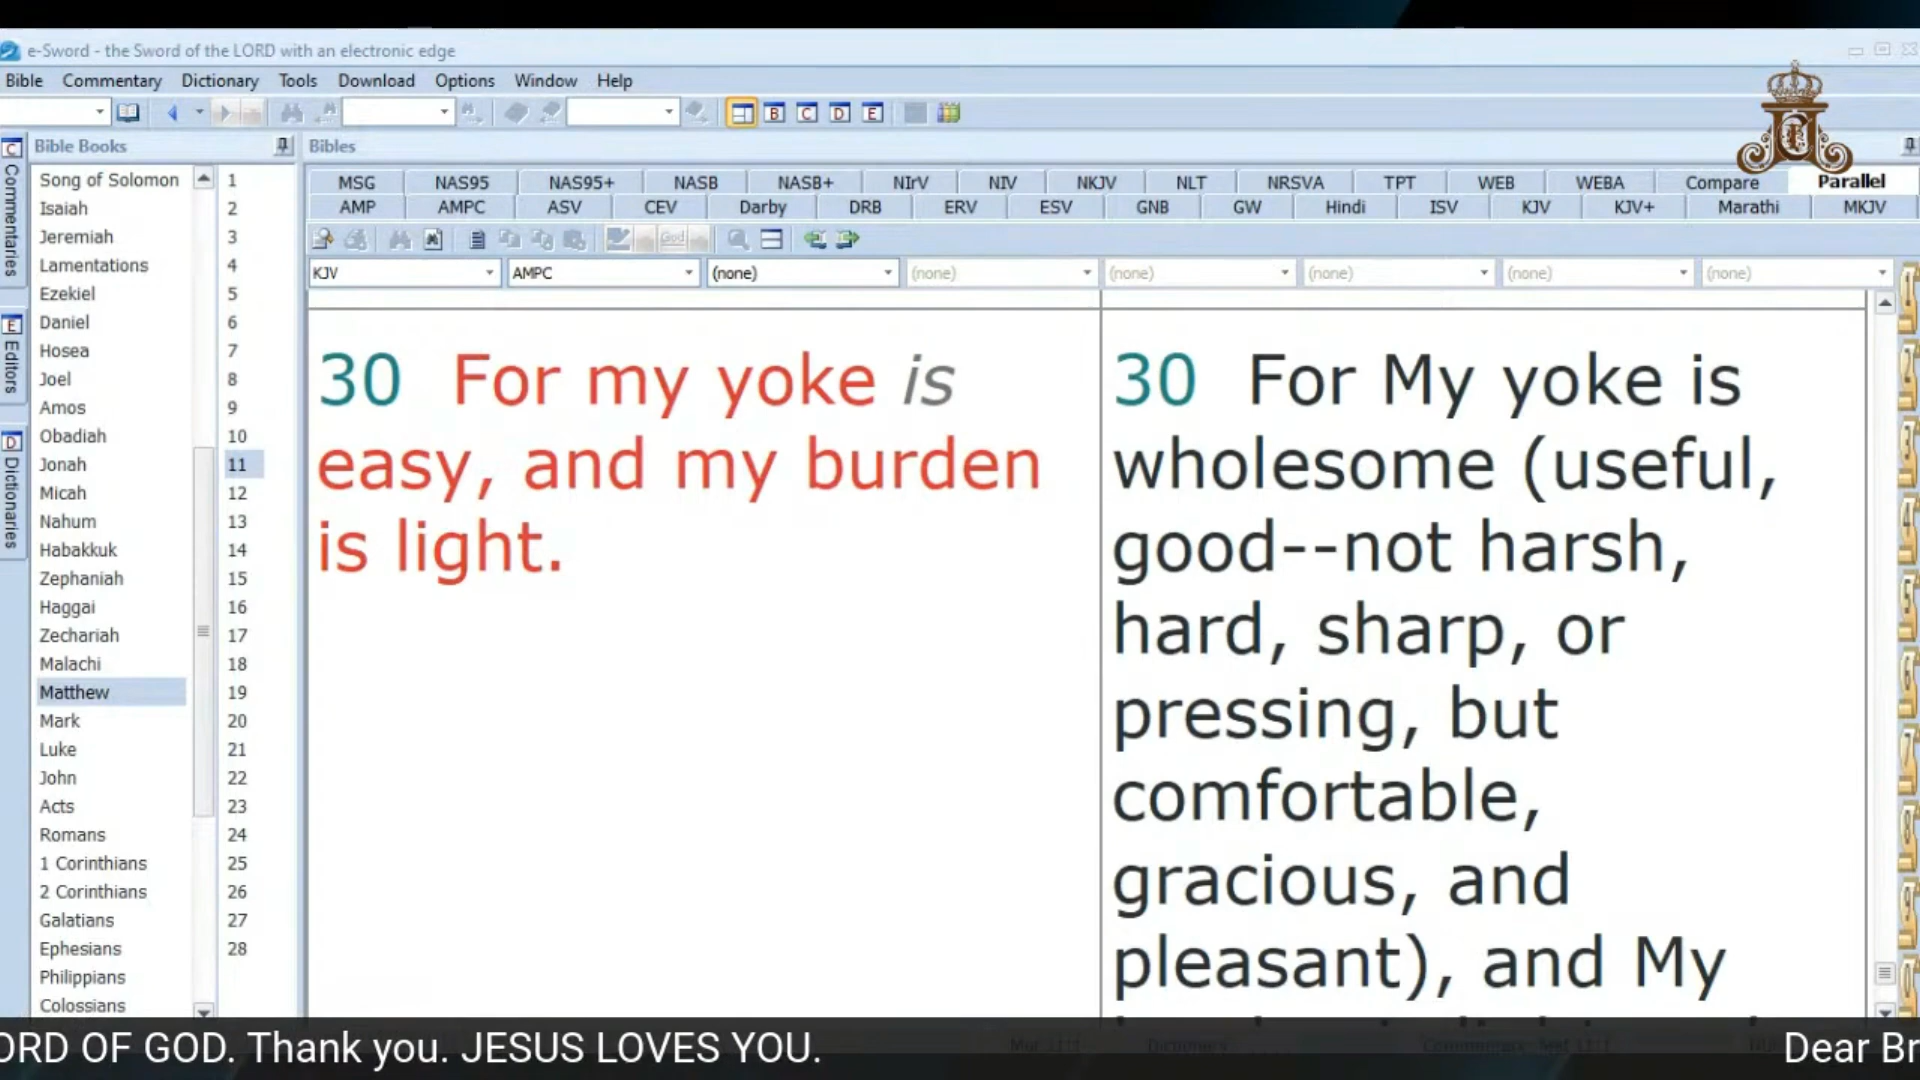 e-Sword - the Sword of the LORD with an electronic edge
Bible Commentary Dictionary Tools Download Options Window Help
B C D E
Bible Books
Bibles
C Commentaries
E Editors
D Dictionaries
Song of Solomon
Isaiah
Jeremiah
Lamentations
Ezekiel
Daniel
Hosea
Joel
Amos
Obadiah
Jonah
Micah
Nahum
Habakkuk
Zephaniah
Haggai
Zechariah
Malachi
Matthew
Mark
Luke
John
Acts
Romans
1 Corinthians
2 Corinthians
Galatians
Ephesians
Philippians
Colossians
1
2
3
4
5
6
7
8
9
10
11
12
13
14
15
16
17
18
19
20
21
22
23
24
25
26
27
28
MSG NAS95 NAS95+ NASB NASB+ NIrV NIV NKJV NLT NRSVA TPT WEB WEBA Compare Parallel
AMP AMPC ASV CEV Darby DRB ERV ESV GNB GW Hindi ISV KJV KJV+ Marathi MKJV
God
KJV AMPC (none) (none) (none) (none) (none) (none)
30 For my yoke is
easy, and my burden
is light.
30 For My yoke is
wholesome (useful,
good--not harsh,
hard, sharp, or
pressing, but
comfortable,
gracious, and
pleasant), and My
ORD OF GOD. Thank you. JESUS LOVES YOU.
Dear Br